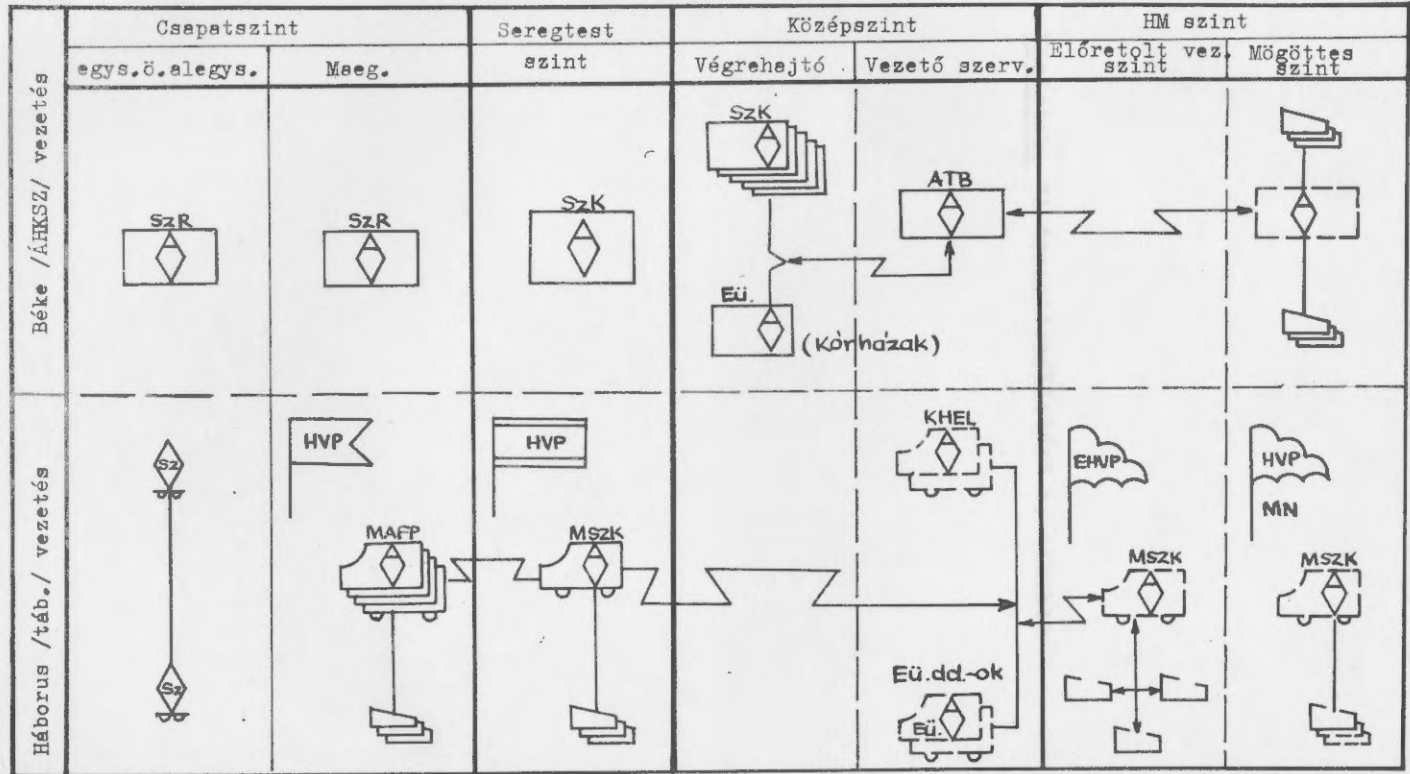 Csapatszint
Seregtest
szint
Középszint
HM szint
egys.ö.alegys.
Maeg.
Végrehajtó
Vezető szerv.
Előretolt vez.
szint
Mögöttes
szint
Béke /ÁHKSZ/ vezetés
SzR
SzR
SzK
SzK
Eü.
(Kórházak)
ATB
Háborus /táb./ vezetés
Sz
Sz
HVP
MAFP
HVP
MSZK
KHEL
Eü.dd.-ok
Eü.
EHVP
MSZK
HVP
MN
MSZK